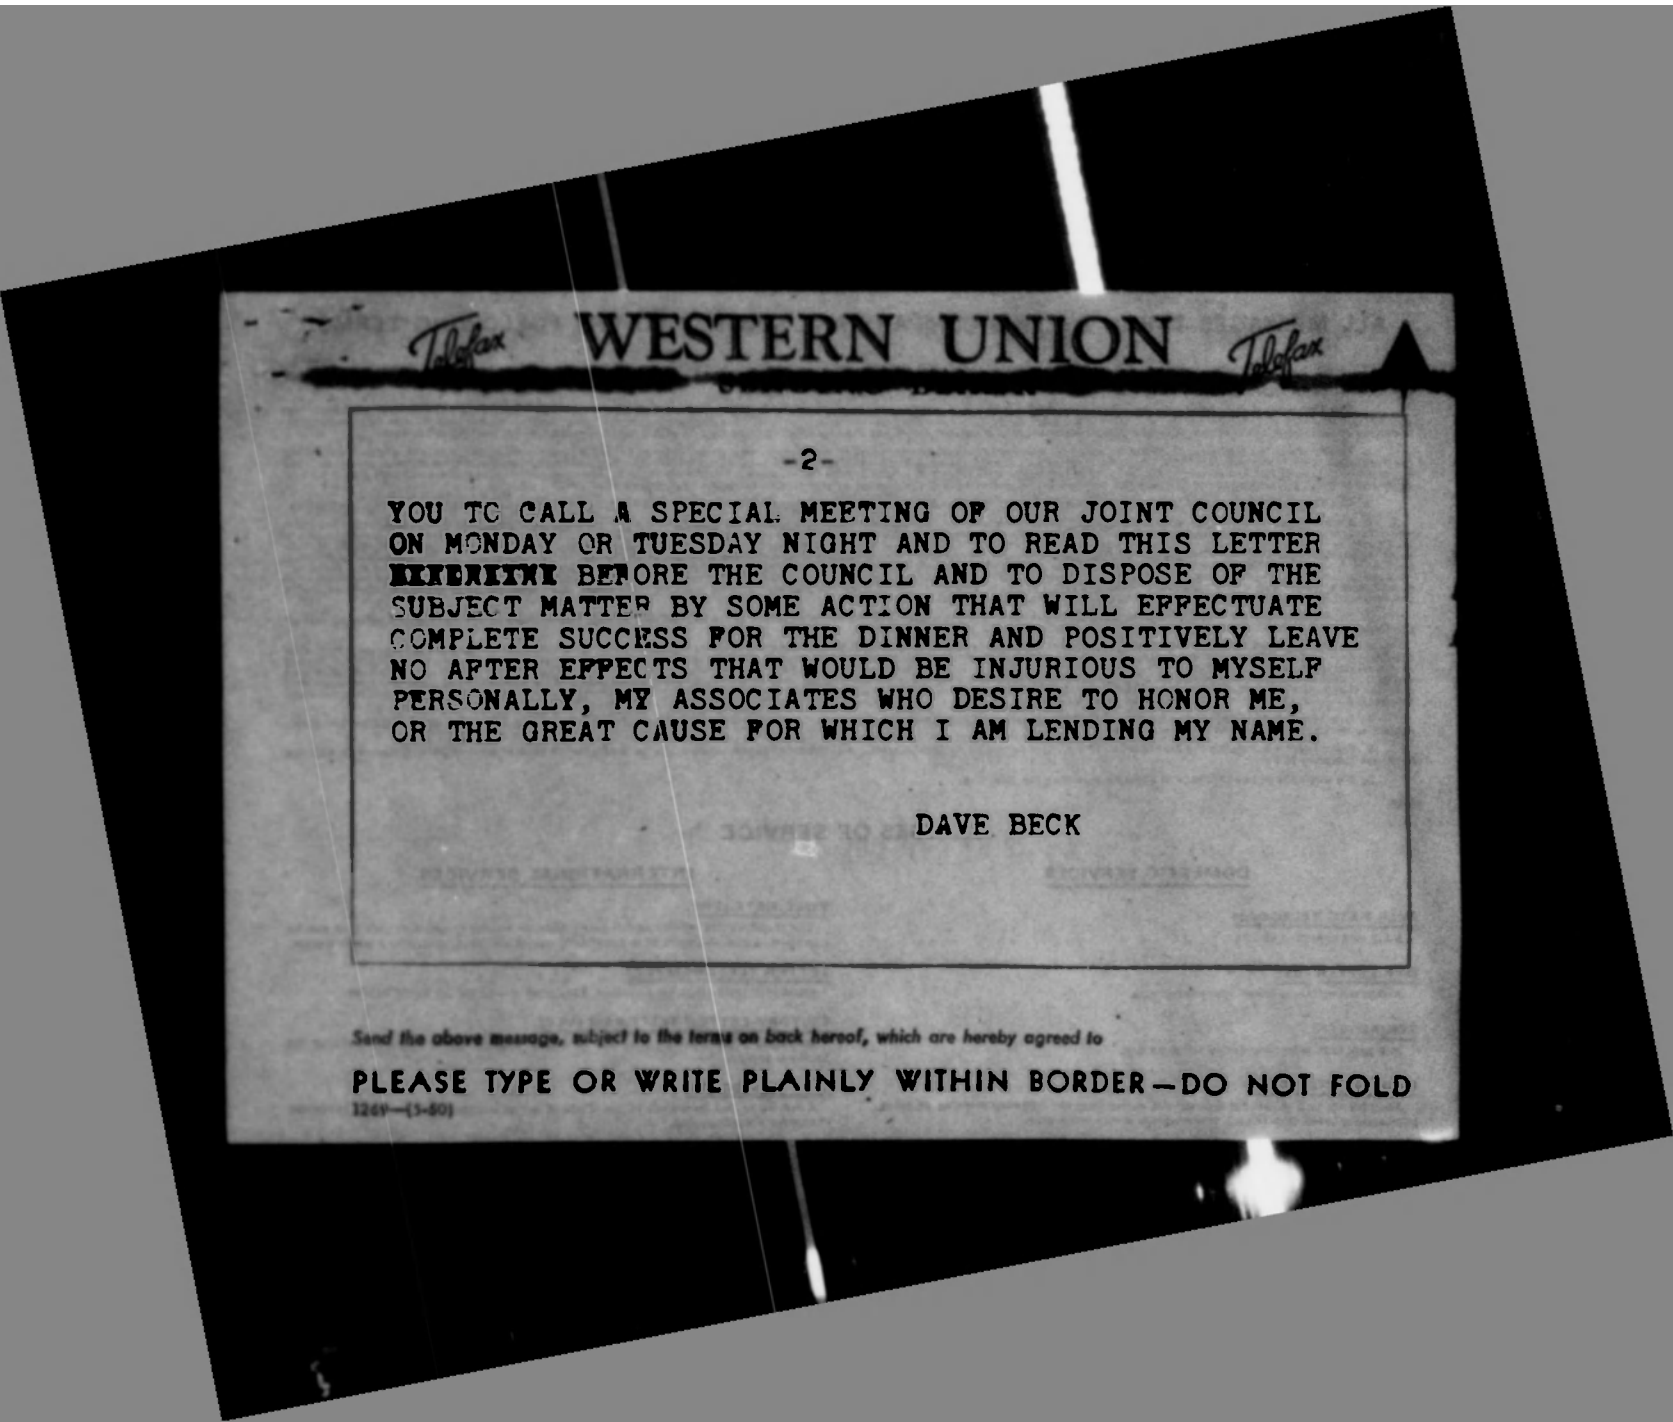 Telefax WESTERN UNION Telefax
-2-
YOU TO CALL A SPECIAL MEETING OF OUR JOINT COUNCIL
ON MONDAY OR TUESDAY NIGHT AND TO READ THIS LETTER
BEFORE THE COUNCIL AND TO DISPOSE OF THE
SUBJECT MATTER BY SOME ACTION THAT WILL EFFECTUATE
COMPLETE SUCCESS FOR THE DINNER AND POSITIVELY LEAVE
NO AFTER EFFECTS THAT WOULD BE INJURIOUS TO MYSELF
PERSONALLY, MY ASSOCIATES WHO DESIRE TO HONOR ME,
OR THE GREAT CAUSE FOR WHICH I AM LENDING MY NAME.
DAVE BECK
Send the above message, subject to the terms on back hereof, which are hereby agreed to
PLEASE TYPE OR WRITE PLAINLY WITHIN BORDER—DO NOT FOLD
1269—(5-50)